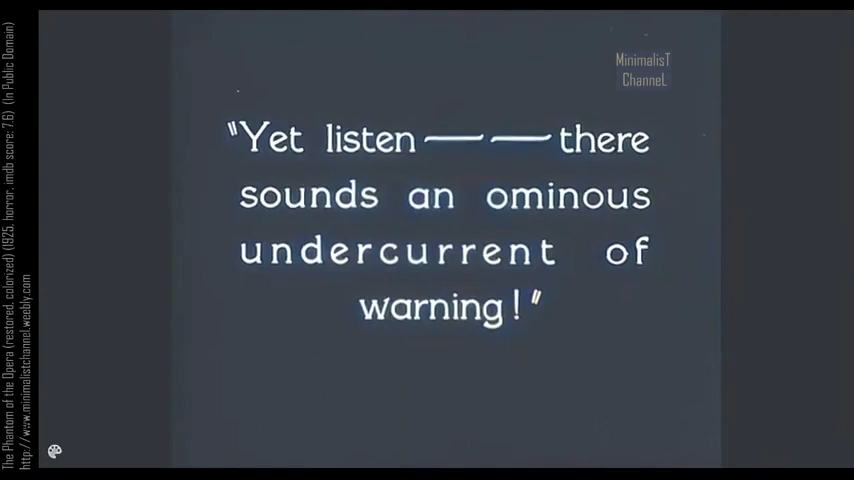 MinimalisT
ChanneL
"Yet listen — — there
sounds an ominous
undercurrent of
warning!"
The Phantom of the Opera (restored, colorized) (1925, horror, imdb score: 7.6) (In Public Domain)
http://www.minimalistchannel.weebly.com